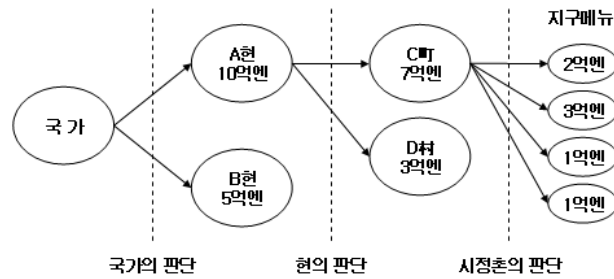 지구메뉴
국 가
A현
10억엔
B현
5억엔
7억엔
D村
3억엔
2억엔
3억엔
1억엔
1억엔
국가의 판단
현의 판단
시정촌의 판단